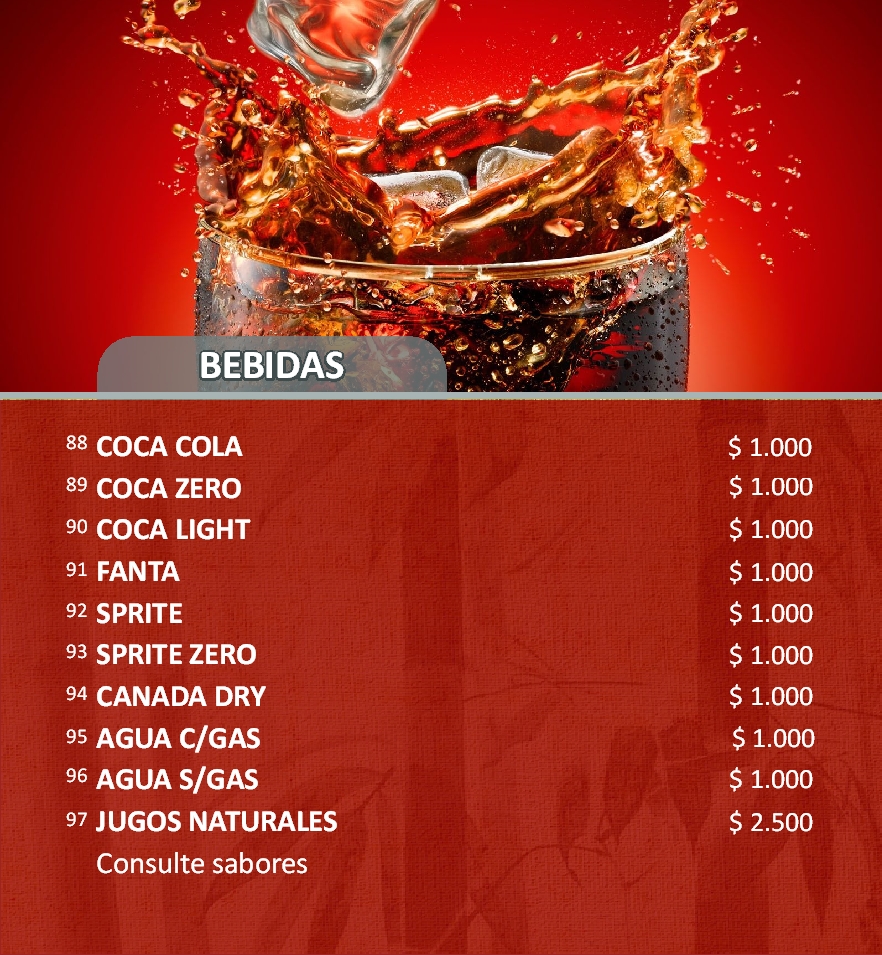 BEBIDAS
88 COCA COLA $ 1.000
89 COCA ZERO $ 1.000
90 COCA LIGHT $ 1.000
91 FANTA $ 1.000
92 SPRITE $ 1.000
93 SPRITE ZERO $ 1.000
94 CANADA DRY $ 1.000
95 AGUA C/GAS $ 1.000
96 AGUA S/GAS $ 1.000
97 JUGOS NATURALES $ 2.500
Consulte sabores